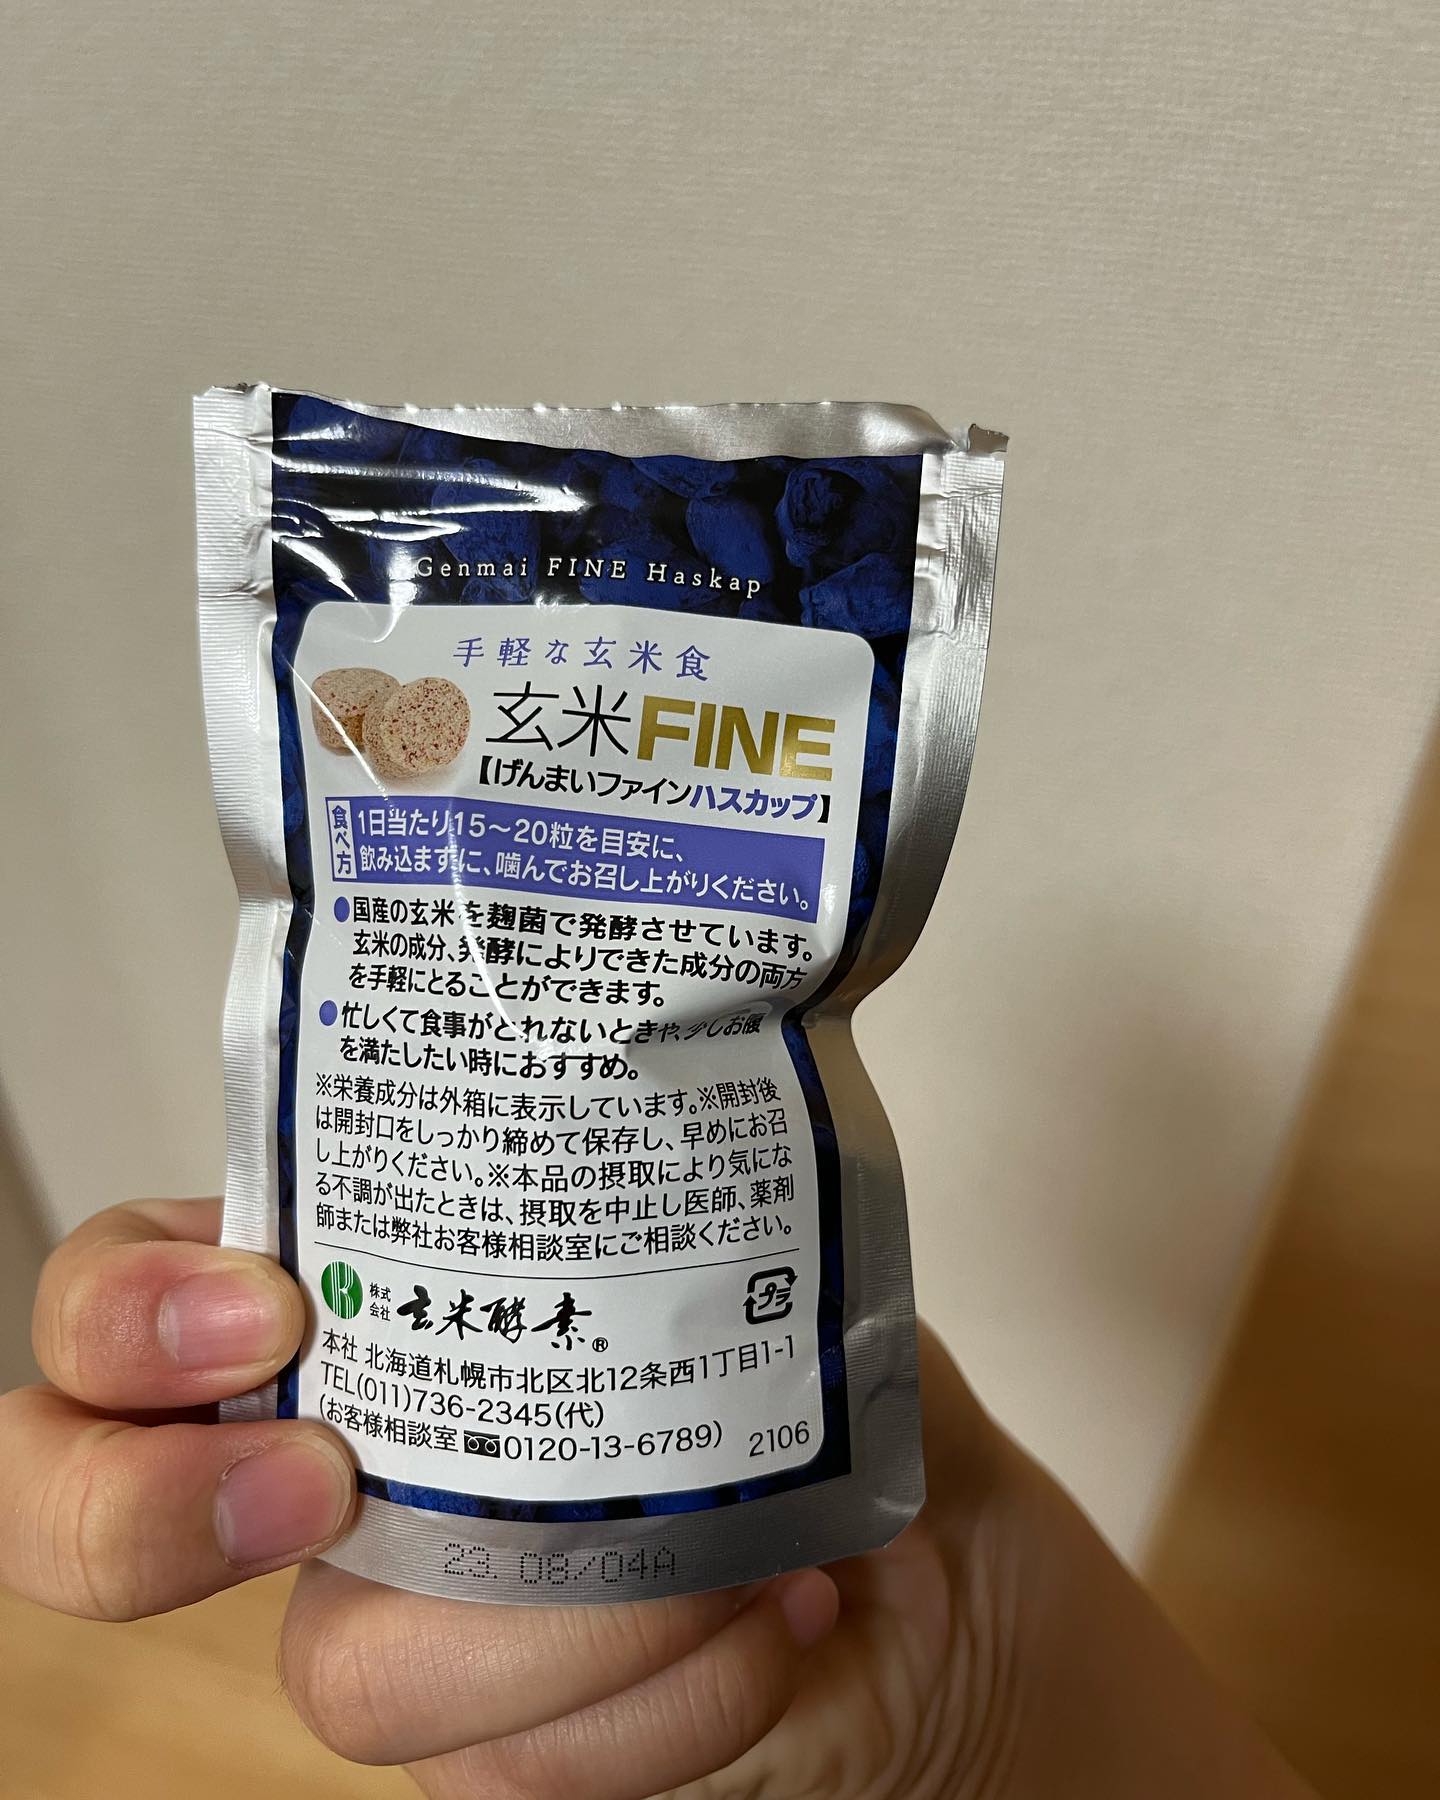 Genmai FINE Haskap
手軽な玄米食
玄米FINE
【げんまいファインハスカップ】
食べ方
1日当たり15～20粒を目安に、
飲み込まずに、噛んでお召し上がりください。
●国産の玄米を麹菌で発酵させています。
玄米の成分、発酵によりできた成分の両方
を手軽にとることができます。
●忙しくて食事がとれないときや、少しお腹
を満たしたい時におすすめ。
※栄養成分は外箱に表示しています。※開封後
は開封口をしっかり締めて保存し、早めにお召
し上がりください。※本品の摂取により気にな
る不調が出たときは、摂取を中止し医師、薬剤
師または弊社お客様相談室にご相談ください。
株式会社 玄米酵素®
プラ
本社 北海道札幌市北区北12条西1丁目1-1
TEL(011)736-2345(代)
(お客様相談室 0120-13-6789)
2106
23. 08/04A